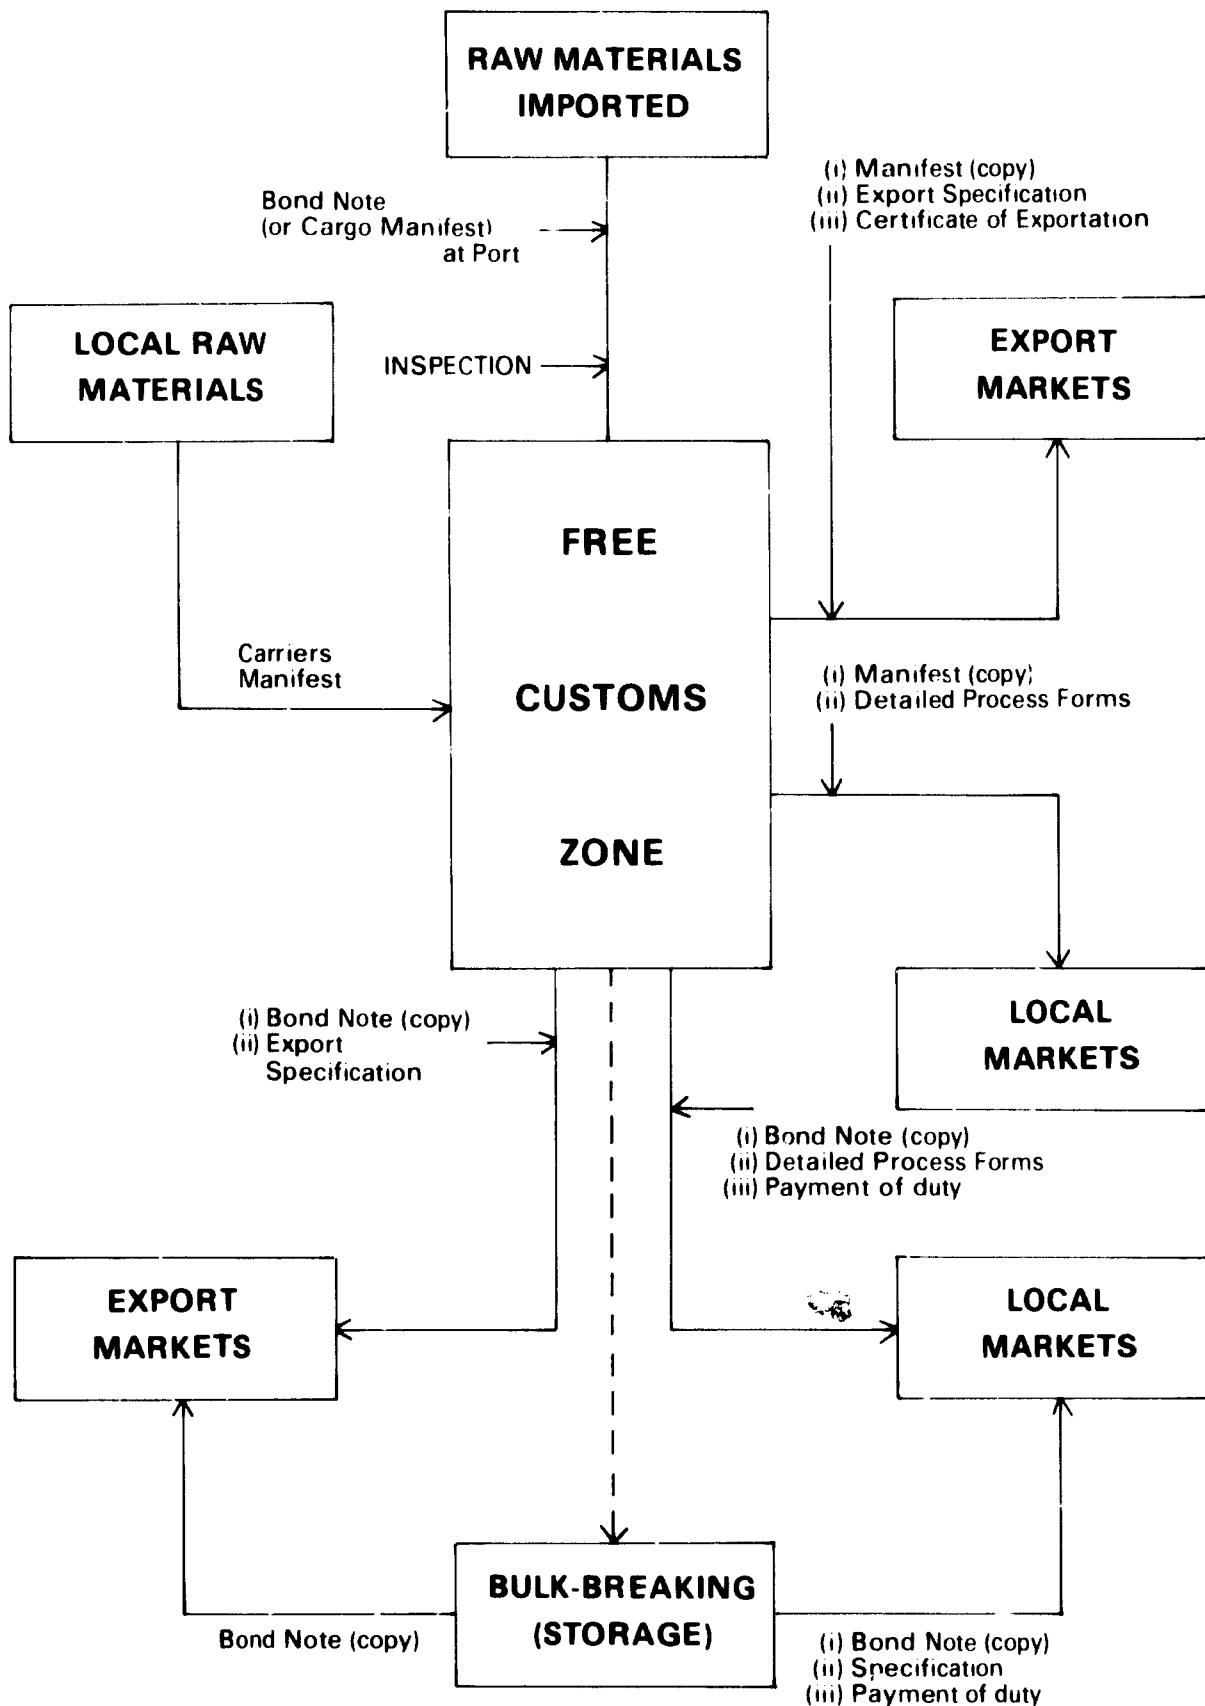 RAW MATERIALS
IMPORTED
(i) Manifest (copy)
(ii) Export Specification
(iii) Certificate of Exportation
Bond Note
(or Cargo Manifest)
at Port
LOCAL RAW
MATERIALS
INSPECTION
EXPORT
MARKETS
FREE
CUSTOMS
ZONE
Carriers
Manifest
(i) Manifest (copy)
(ii) Detailed Process Forms
LOCAL
MARKETS
(i) Bond Note (copy)
(ii) Export
Specification
(i) Bond Note (copy)
(ii) Detailed Process Forms
(iii) Payment of duty
EXPORT
MARKETS
LOCAL
MARKETS
BULK-BREAKING
(STORAGE)
Bond Note (copy)
(i) Bond Note (copy)
(ii) Specification
(iii) Payment of duty